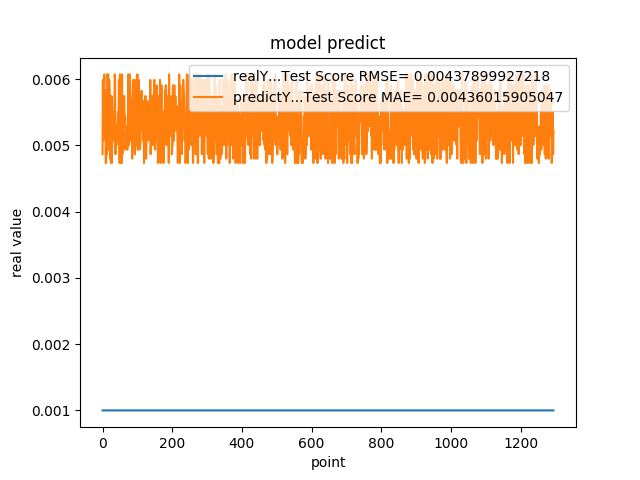 model predict
realY...Test Score RMSE= 0.00437899927218
predictY...Test Score MAE= 0.00436015905047
0.006
0.005
0.004
0.003
0.002
0.001
real value
0 200 400 600 800 1000 1200
point